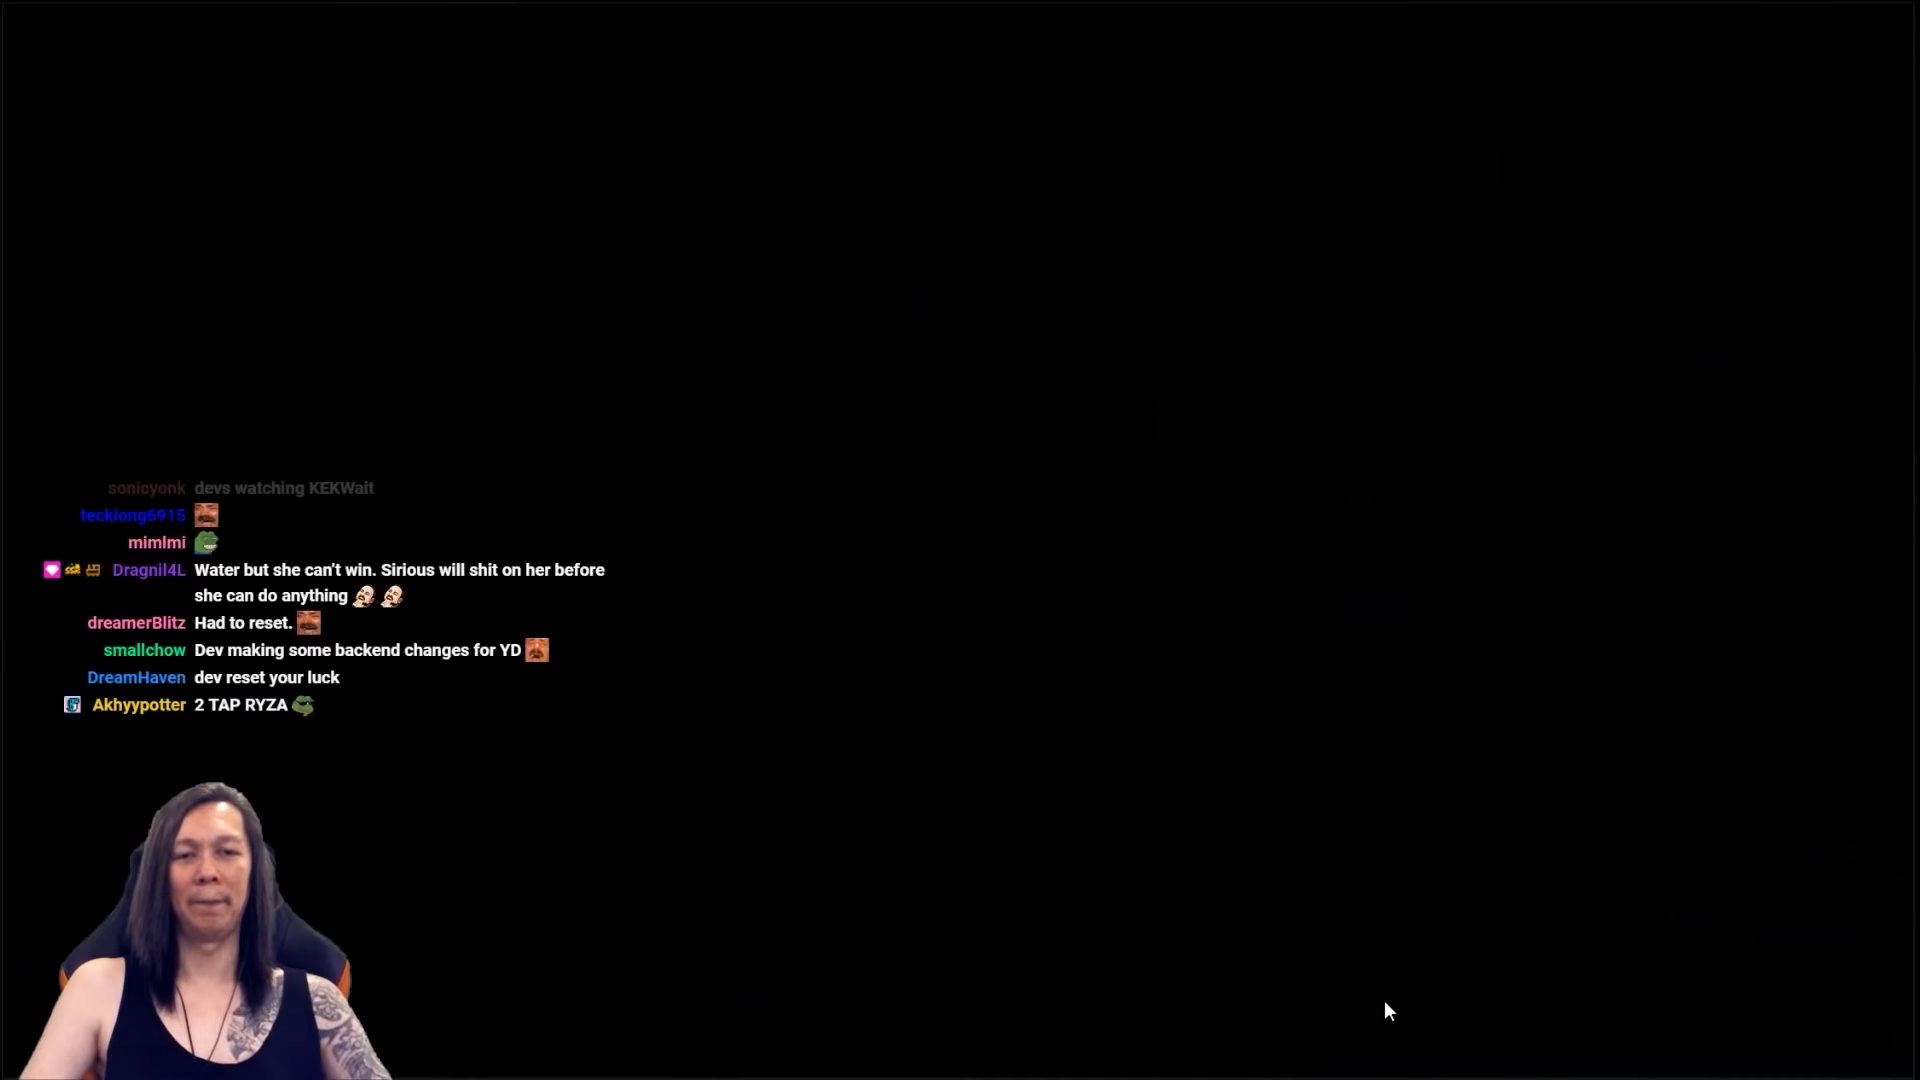 sonicyonk devs watching KEKWait
tecklong6915
mimlmi
Dragnil4L Water but she can't win. Sirious will shit on her before
she can do anything
dreamerBlitz Had to reset.
smallchow Dev making some backend changes for YD
DreamHaven dev reset your luck
Akhyypotter 2 TAP RYZA